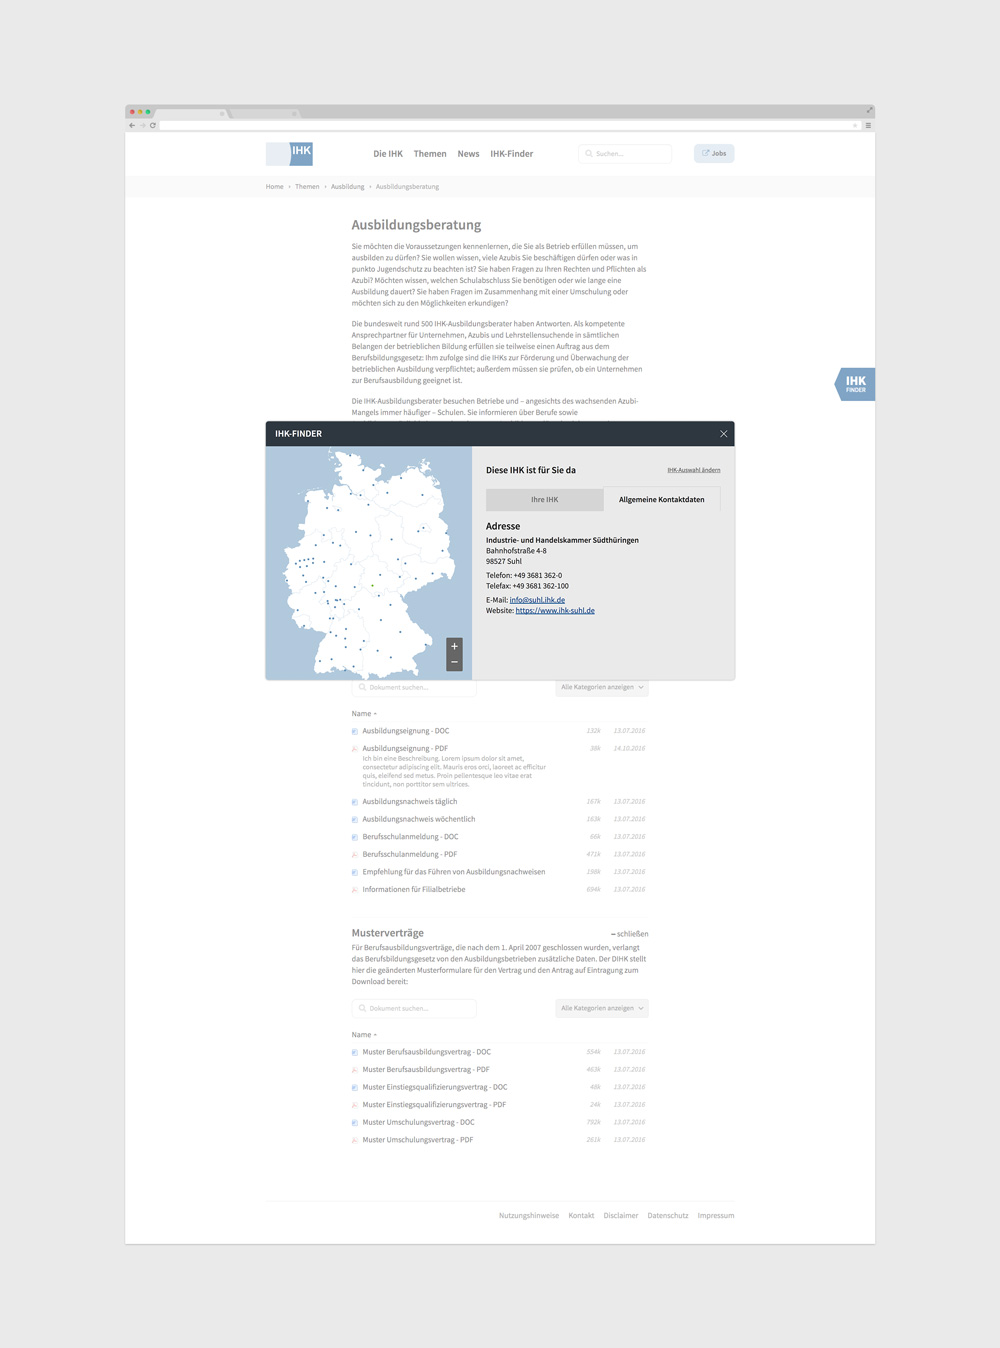 IHK
Die IHK
Themen
News
IHK-Finder
Suchen...
Jobs
Home
Themen
Ausbildung
Ausbildungsberatung
Ausbildungsberatung
Sie möchten die Voraussetzungen kennenlernen, die Sie als Betrieb erfüllen müssen, um
ausbilden zu dürfen? Sie wollen wissen, viele Azubis Sie beschäftigen dürfen oder was in
punkto Jugendschutz zu beachten ist? Sie haben Fragen zu Ihren Rechten und Pflichten als
Azubi? Möchten wissen, welchen Schulabschluss Sie benötigen oder wie lange eine
Ausbildung dauert? Sie haben Fragen im Zusammenhang mit einer Umschulung oder
möchten sich zu den Möglichkeiten erkundigen?
Die bundesweit rund 500 IHK-Ausbildungsberater haben Antworten. Als kompetente
Ansprechpartner für Unternehmen, Azubis und Lehrstellensuchende in sämtlichen
Belangen der betrieblichen Bildung erfüllen sie teilweise einen Auftrag aus dem
Berufsbildungsgesetz: Ihm zufolge sind die IHKs zur Förderung und Überwachung der
betrieblichen Ausbildung verpflichtet; außerdem müssen sie prüfen, ob ein Unternehmen
zur Berufsausbildung geeignet ist.
IHK
FINDER
Die IHK-Ausbildungsberater besuchen Betriebe und – angesichts des wachsenden Azubi-
Mangels immer häufiger – Schulen. Sie informieren über Berufe sowie
IHK-FINDER
Diese IHK ist für Sie da
IHK-Auswahl ändern
Ihre IHK
Allgemeine Kontaktdaten
Adresse
Industrie- und Handelskammer Südthüringen
Bahnhofstraße 4-8
98527 Suhl
Telefon: +49 3681 362-0
Telefax: +49 3681 362-100
E-Mail: info@suhl.ihk.de
Website: https://www.ihk-suhl.de
+
–
Dokument suchen...
Alle Kategorien anzeigen
Name
Ausbildungseignung - DOC 132k 13.07.2016
Ausbildungseignung - PDF 38k 14.10.2016
Ich bin eine Beschreibung. Lorem ipsum dolor sit amet,
consectetur adipiscing elit. Mauris eros orci, laoreet ac efficitur
quis, eleifend sed metus. Proin pellentesque leo vitae erat
tincidunt, non porttitor sem ultrices.
Ausbildungsnachweis täglich 167k 13.07.2016
Ausbildungsnachweis wöchentlich 163k 13.07.2016
Berufsschulanmeldung - DOC 66k 13.07.2016
Berufsschulanmeldung - PDF 471k 13.07.2016
Empfehlung für das Führen von Ausbildungsnachweisen 196k 13.07.2016
Informationen für Filialbetriebe 694k 13.07.2016
Musterverträge
– schließen
Für Berufsausbildungsverträge, die nach dem 1. April 2007 geschlossen wurden, verlangt
das Berufsbildungsgesetz von den Ausbildungsbetrieben zusätzliche Daten. Der DIHK stellt
hier die geänderten Musterformulare für den Vertrag und den Antrag auf Eintragung zum
Download bereit:
Dokument suchen...
Alle Kategorien anzeigen
Name
Muster Berufsausbildungsvertrag - DOC 554k 13.07.2016
Muster Berufsausbildungsvertrag - PDF 463k 13.07.2016
Muster Einstiegsqualifizierungsvertrag - DOC 48k 13.07.2016
Muster Einstiegsqualifizierungsvertrag - PDF 24k 13.07.2016
Muster Umschulungsvertrag - DOC 792k 13.07.2016
Muster Umschulungsvertrag - PDF 261k 13.07.2016
Nutzungshinweise
Kontakt
Disclaimer
Datenschutz
Impressum